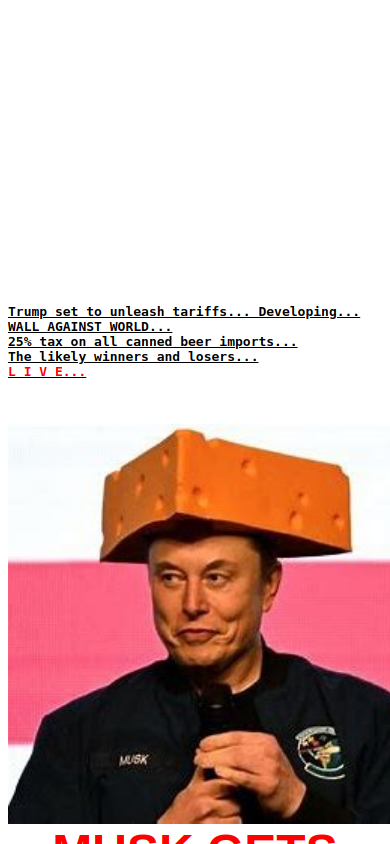 Trump set to unleash tariffs... Developing...
WALL AGAINST WORLD...
25% tax on all canned beer imports...
The likely winners and losers...
L I V E...
MUSK
MUSK GETS